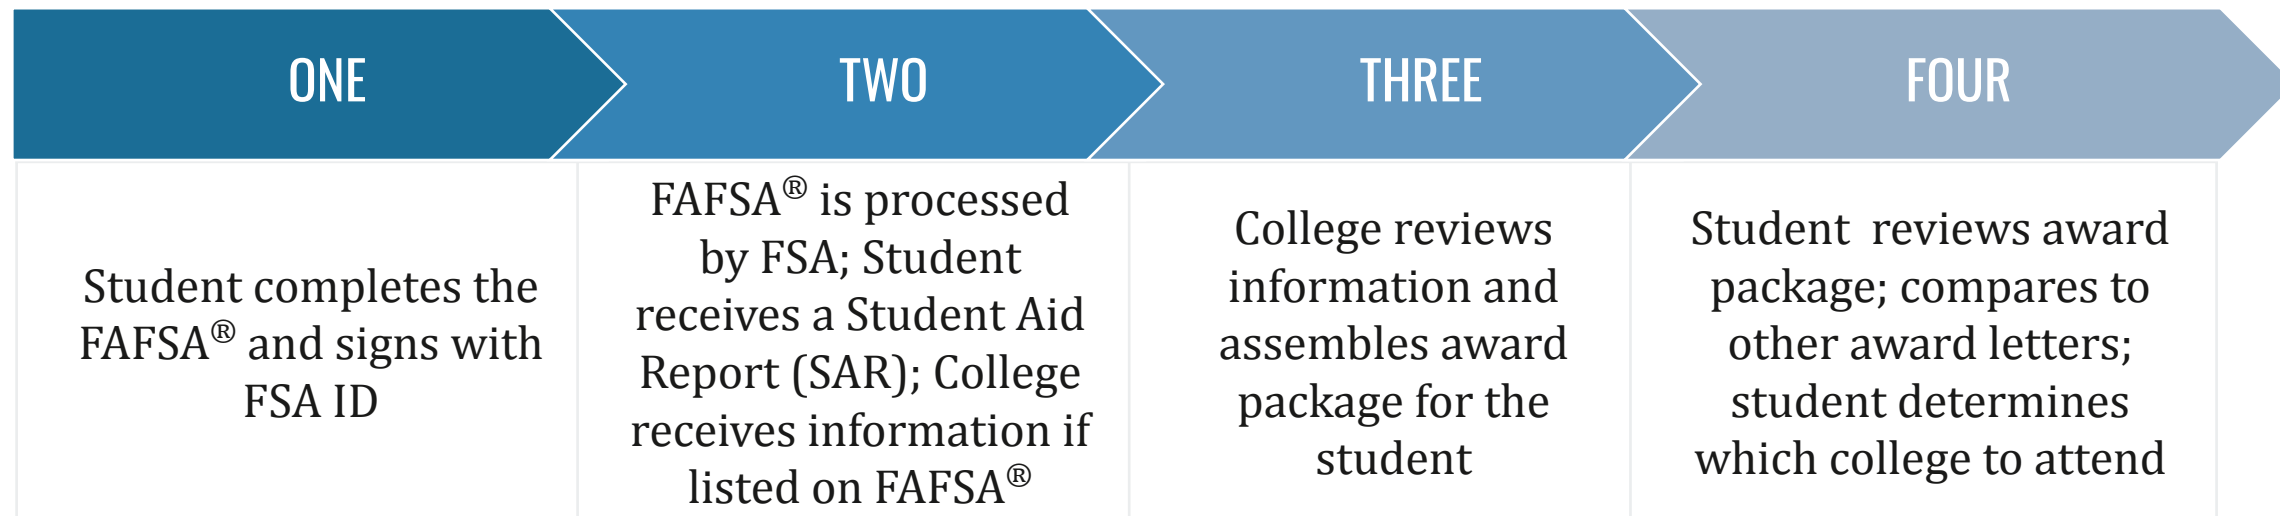 ONE
TWO
THREE
FOUR
Student completes the
FAFSA® and signs with
FSA ID
FAFSA® is processed
by FSA; Student
receives a Student Aid
Report (SAR); College
receives information if
listed on FAFSA®
College reviews
information and
assembles award
package for the
student
Student  reviews award
package; compares to
other award letters;
student determines
which college to attend